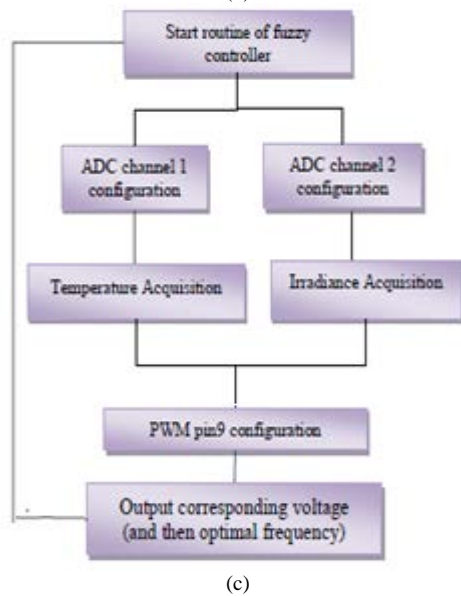 Start routine of fuzzy
controller
ADC channel 1
configuration
ADC channel 2
configuration
Temperature Acquisition
Irradiance Acquisition
PWM pin9 configuration
Output corresponding voltage
(and then optimal frequency)
(c)